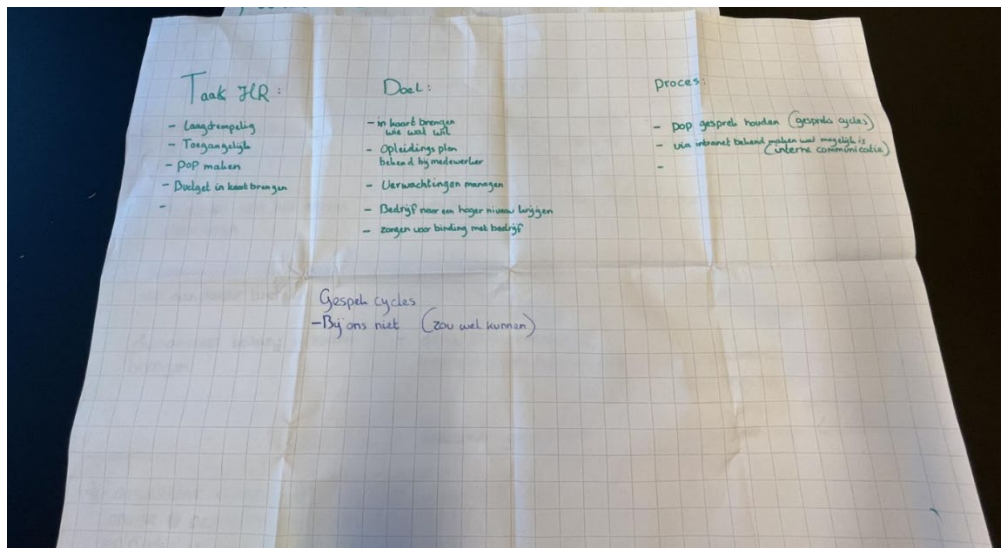 Taak HR:
- Laagdrempelig
- Toegangelijk
- POP maken
- Budget in kaart brengen
-
Doel:
- in kaart brengen
wie wat wil
- Opleidings plan
bekend bij medewerker
- Verwachtingen managen
- Bedrijf naar een hoger niveau krijgen
- zorgen voor binding met bedrijf
proces:
- pop gesprek houden (gespreks cycles)
- via intranet bekend maken wat mogelijk is
(interne communicatie)
-
Gesprek cycles
- Bij ons niet (zou wel kunnen)